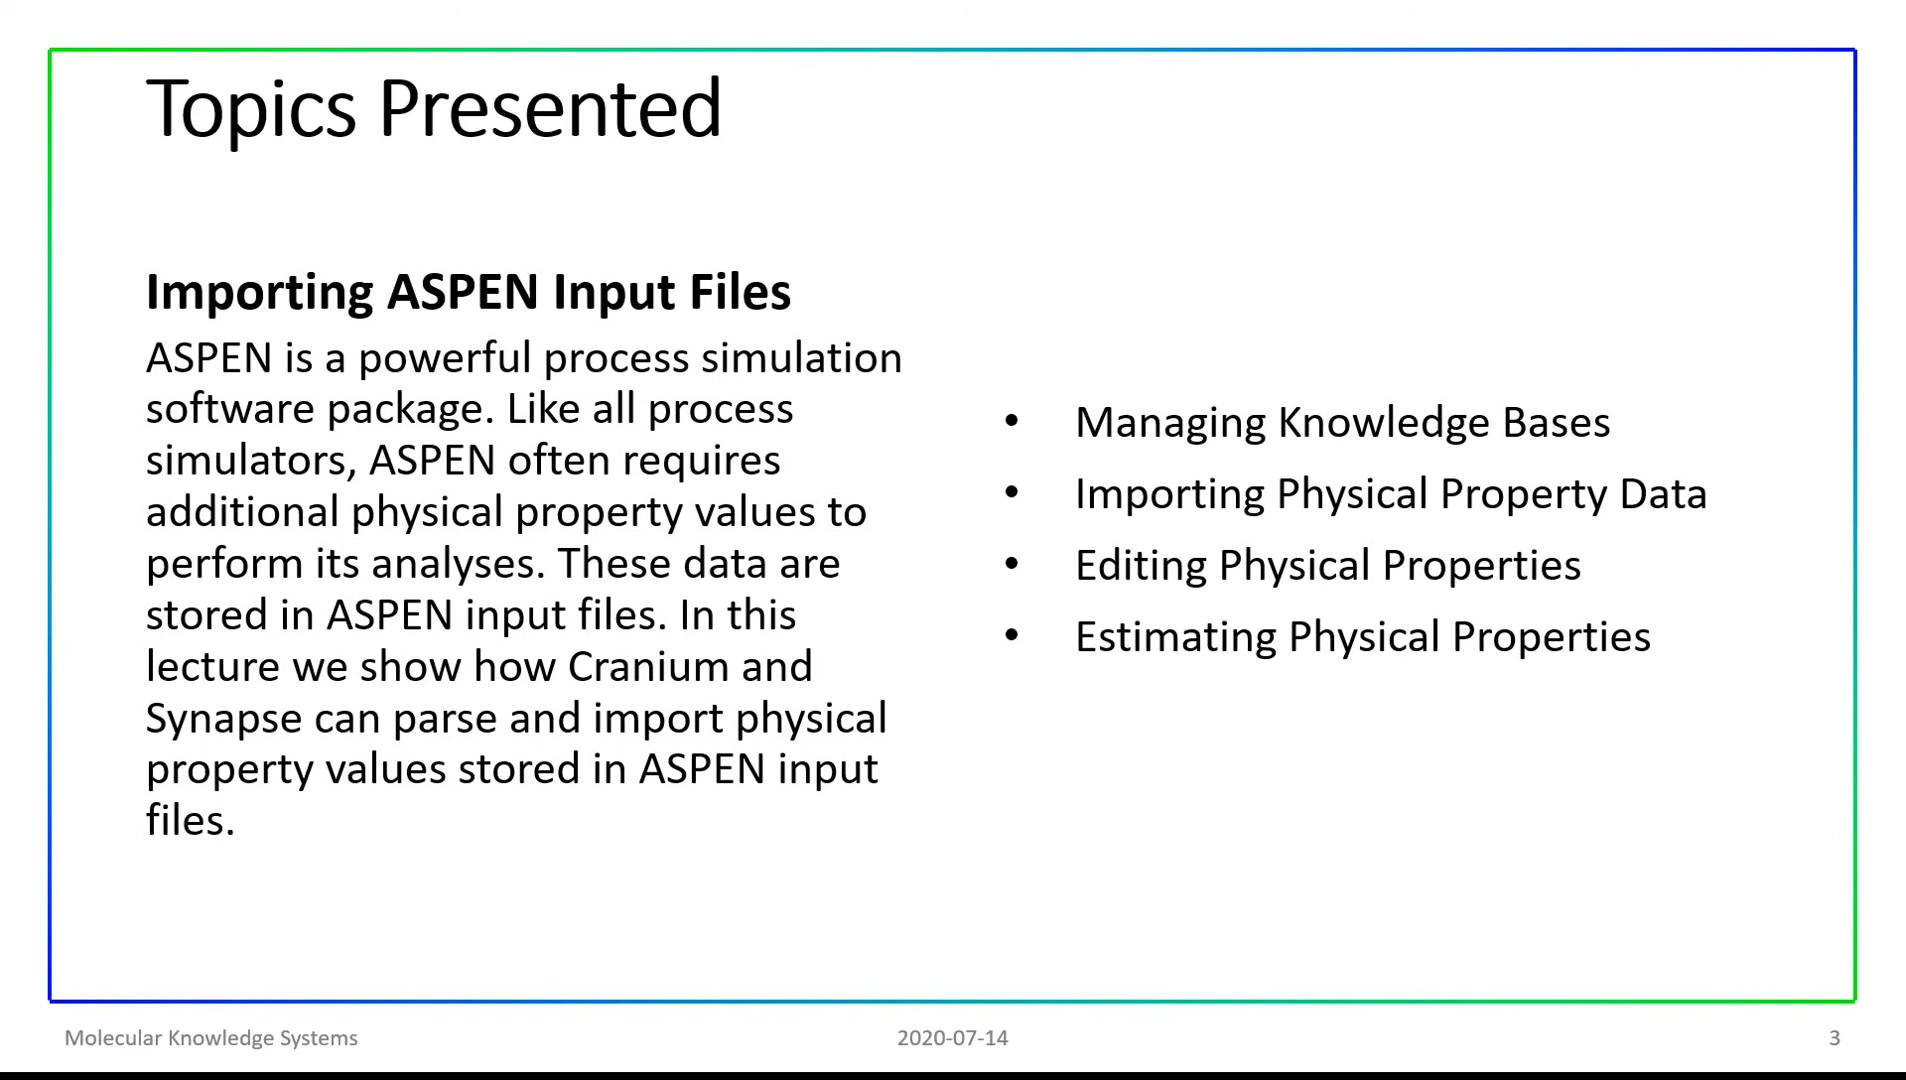 Topics Presented
Importing ASPEN Input Files
ASPEN is a powerful process simulation
software package. Like all process
simulators, ASPEN often requires
additional physical property values to
perform its analyses. These data are
stored in ASPEN input files. In this
lecture we show how Cranium and
Synapse can parse and import physical
property values stored in ASPEN input
files.
• Managing Knowledge Bases
• Importing Physical Property Data
• Editing Physical Properties
• Estimating Physical Properties
Molecular Knowledge Systems
2020-07-14
3